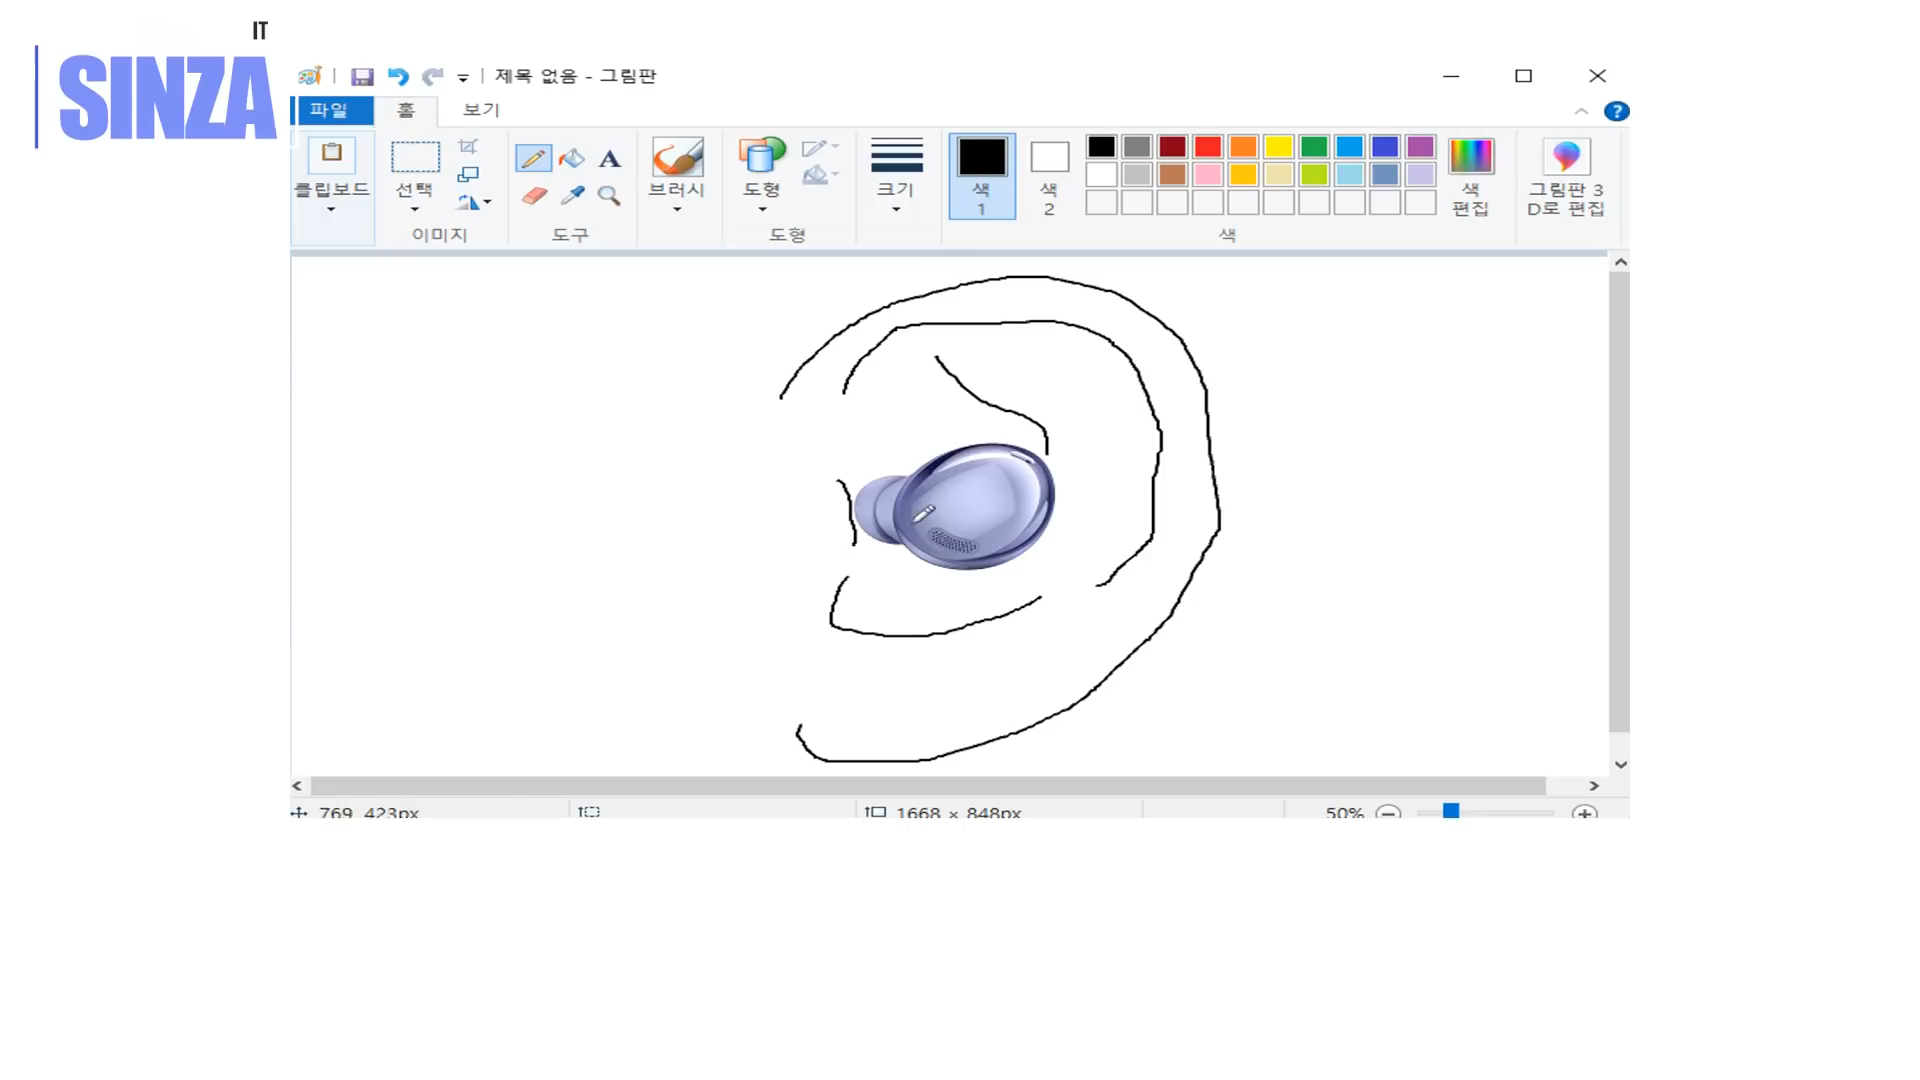 IT
SINZA
제목 없음 - 그림판
파일 홈 보기
클립보드
선택
이미지
A
도구
브러시
도형
도형
크기
색
1
색
2
색
색
편집
그림판 3
D로 편집
769, 423px
1668 × 848px
50%